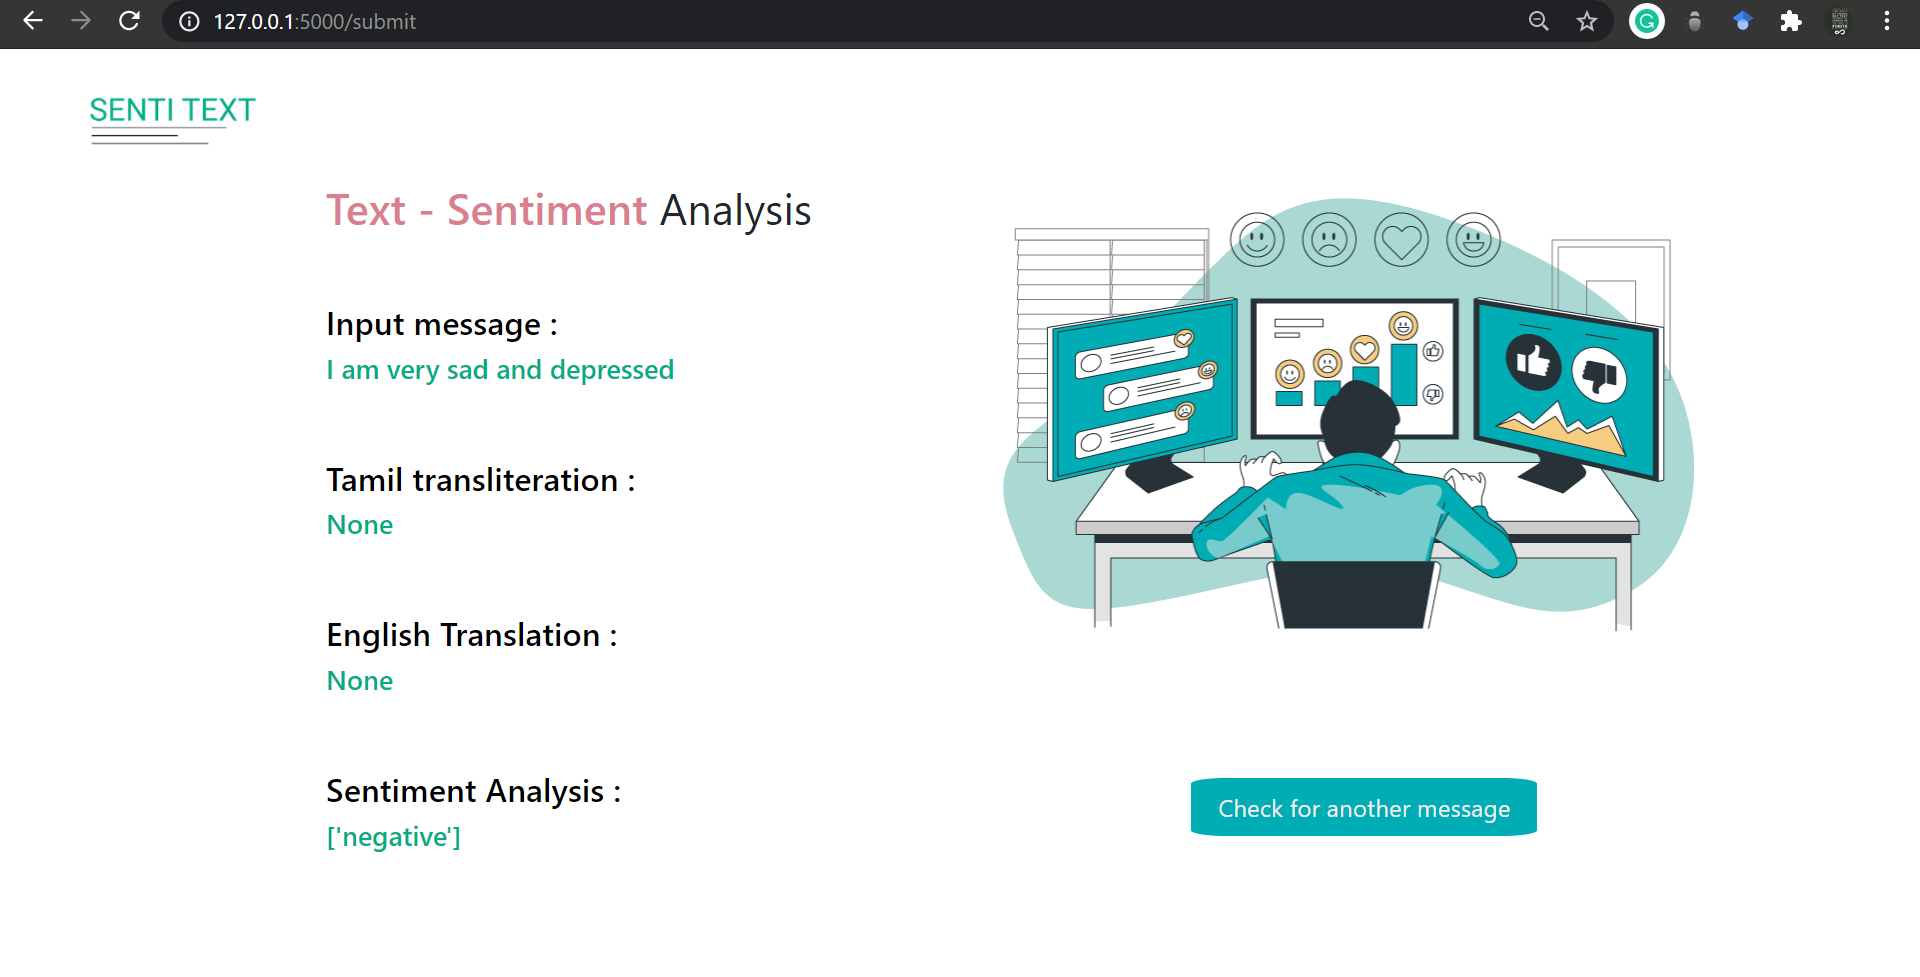 127.0.0.1:5000/submit
SENTI TEXT
Text - Sentiment Analysis
Input message :
I am very sad and depressed
Tamil transliteration :
None
English Translation :
None
Sentiment Analysis :
['negative']
Check for another message